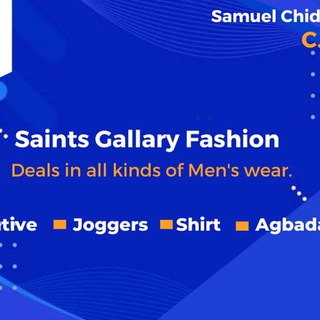 Samuel Chid
C.
Saints Gallary Fashion
Deals in all kinds of Men's wear.
tive Joggers Shirt Agbada